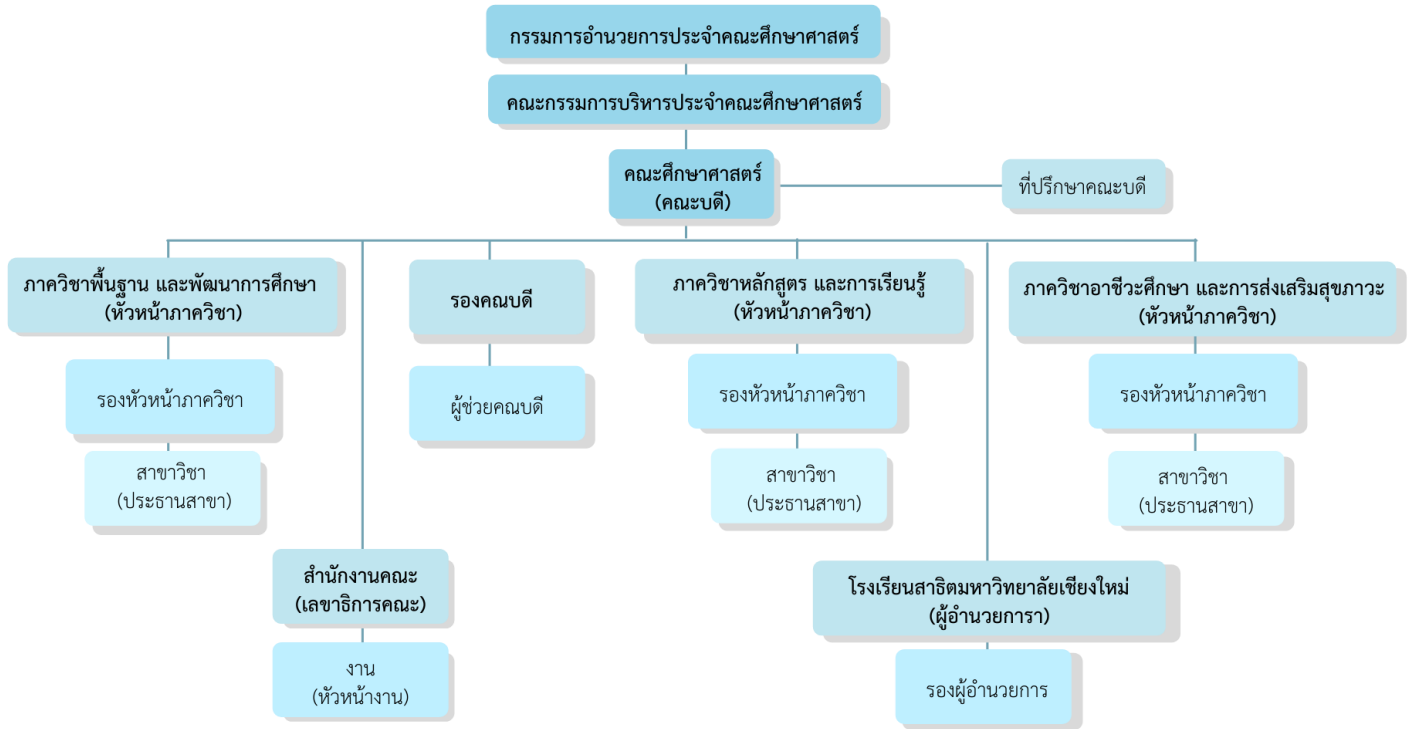 กรรมการอำนวยการประจำคณะศึกษาศาสตร์
คณะกรรมการบริหารประจำคณะศึกษาศาสตร์
คณะศึกษาศาสตร์
(คณะบดี)
ที่ปรึกษาคณะบดี
ภาควิชาพื้นฐาน และพัฒนาการศึกษา
(หัวหน้าภาควิชา)
รองคณบดี
ภาควิชาหลักสูตร และการเรียนรู้
(หัวหน้าภาควิชา)
ภาควิชาอาชีวะศึกษา และการส่งเสริมสุขภาวะ
(หัวหน้าภาควิชา)
รองหัวหน้าภาควิชา
ผู้ช่วยคณบดี
รองหัวหน้าภาควิชา
รองหัวหน้าภาควิชา
สาขาวิชา
(ประธานสาขา)
สาขาวิชา
(ประธานสาขา)
สาขาวิชา
(ประธานสาขา)
สำนักงานคณะ
(เลขาธิการคณะ)
โรงเรียนสาธิตมหาวิทยาลัยเชียงใหม่
(ผู้อำนวยการา)
งาน
(หัวหน้างาน)
รองผู้อำนวยการ